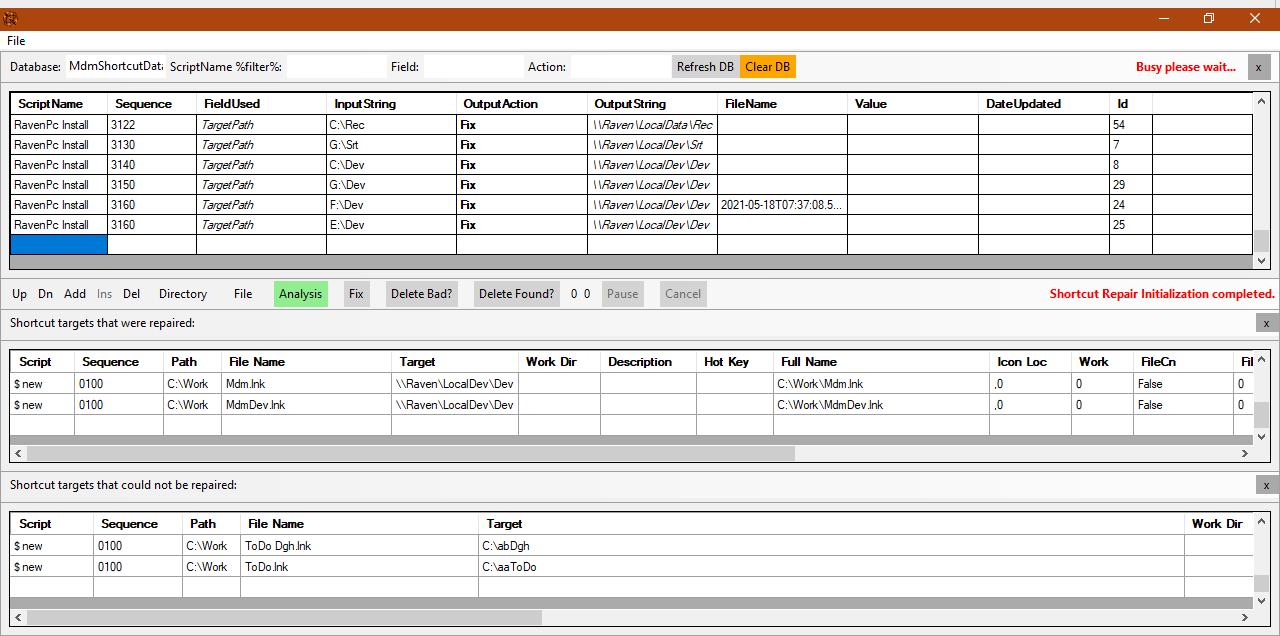 File
Database: MdmShortcutData ScriptName %filter%: Field: Action: Refresh DB Clear DB Busy please wait... x
ScriptName Sequence FieldUsed InputString OutputAction OutputString FileName Value DateUpdated Id
RavenPc Install 3122 TargetPath C:\Rec Fix \\Raven\LocalData\Rec 54
RavenPc Install 3130 TargetPath G:\Srt Fix \\Raven\LocalDev\Srt 7
RavenPc Install 3140 TargetPath C:\Dev Fix \\Raven\LocalDev\Dev 8
RavenPc Install 3150 TargetPath G:\Dev Fix \\Raven\LocalDev\Dev 29
RavenPc Install 3160 TargetPath F:\Dev Fix \\Raven\LocalDev\Dev 2021-05-18T07:37:08.5... 24
RavenPc Install 3160 TargetPath E:\Dev Fix \\Raven\LocalDev\Dev 25
Up Dn Add Ins Del Directory File Analysis Fix Delete Bad? Delete Found? 0 0 Pause Cancel Shortcut Repair Initialization completed.
Shortcut targets that were repaired: x
Script Sequence Path File Name Target Work Dir Description Hot Key Full Name Icon Loc Work FileCn Fil
$ new 0100 C:\Work Mdm.lnk \\Raven\LocalDev\Dev C:\Work\Mdm.lnk ,0 0 False 0
$ new 0100 C:\Work MdmDev.lnk \\Raven\LocalDev\Dev C:\Work\MdmDev.lnk ,0 0 False 0
Shortcut targets that could not be repaired: x
Script Sequence Path File Name Target Work Dir
$ new 0100 C:\Work ToDo Dgh.lnk C:\abDgh
$ new 0100 C:\Work ToDo.lnk C:\aaToDo